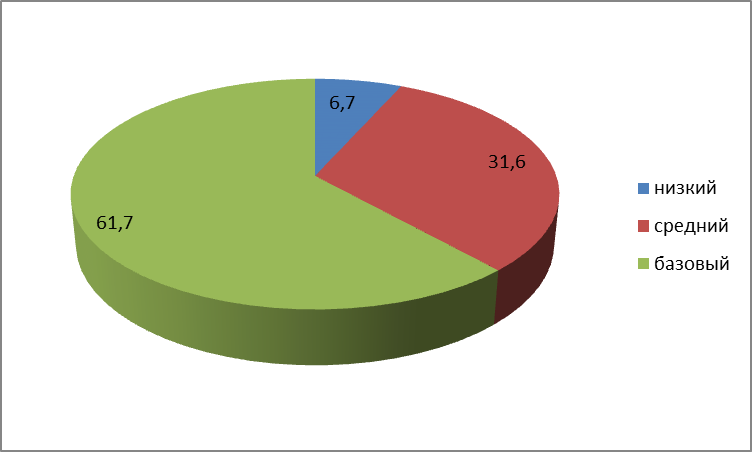 6,7
31,6
61,7
низкий
средний
базовый